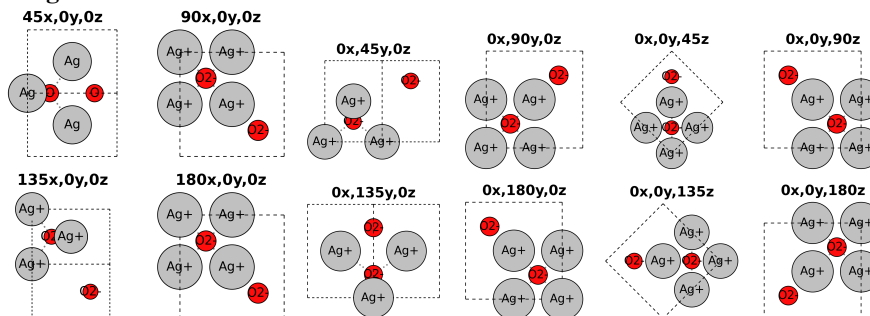 45x,0y,0z
Ag
Ag O O
Ag
90x,0y,0z
Ag+ Ag+
O2-
Ag+ Ag+
O2-
0x,45y,0z
O2-
Ag+
O2-
Ag+ Ag+
0x,90y,0z
O2-
Ag+ Ag+
O2-
Ag+ Ag+
0x,0y,45z
O2-
Ag+
Ag+ O2- Ag+
Ag+
0x,0y,90z
O2-
Ag+ Ag+
O2-
Ag+ Ag+
135x,0y,0z
Ag+
O2- Ag+
Ag+
O2-
180x,0y,0z
Ag+ Ag+
O2-
Ag+ Ag+
O2-
0x,135y,0z
O2-
Ag+ Ag+
O2-
Ag+
0x,180y,0z
O2-
Ag+ Ag+
O2-
Ag+ Ag+
0x,0y,135z
Ag+
O2- Ag+ O2- Ag+
Ag+
0x,0y,180z
Ag+ Ag+
O2-
Ag+ Ag+
O2-